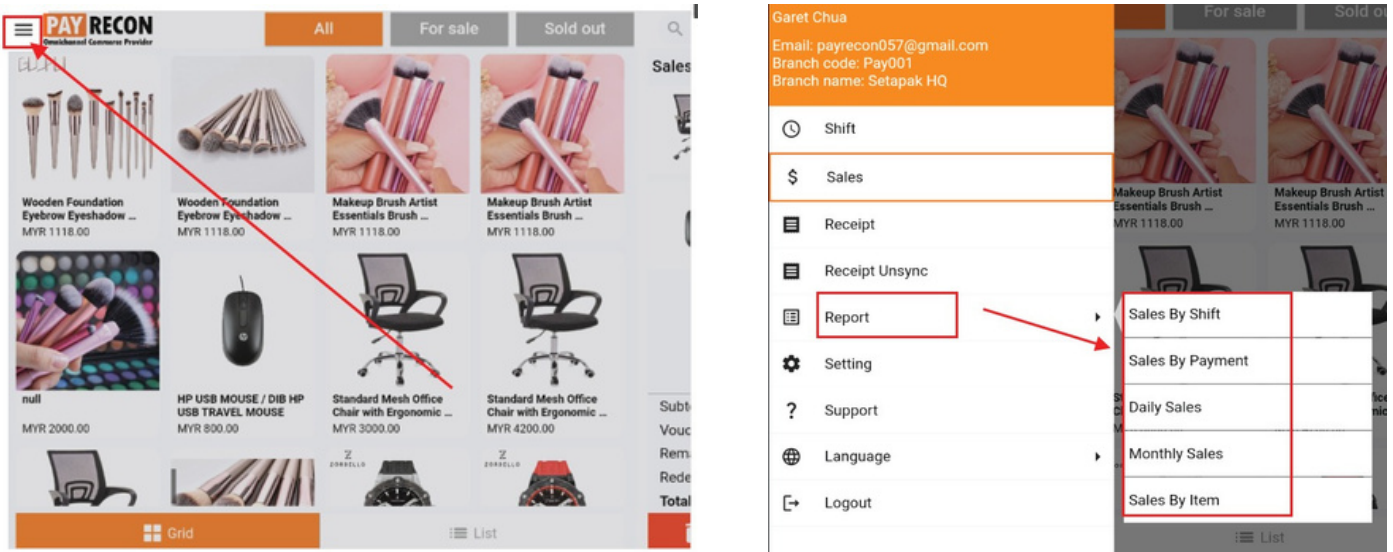 PAY RECON
Omnichannel Commerce Provider
All
For sale
Sold out
Sales
Wooden Foundation
Eyebrow Eyeshadow ...
MYR 1118.00
Wooden Foundation
Eyebrow Eyeshadow ...
MYR 1118.00
Makeup Brush Artist
Essentials Brush ...
MYR 1118.00
Makeup Brush Artist
Essentials Brush ...
MYR 1118.00
null
MYR 2000.00
HP USB MOUSE / DIB HP
USB TRAVEL MOUSE
MYR 800.00
Standard Mesh Office
Chair with Ergonomic ...
MYR 3000.00
Standard Mesh Office
Chair with Ergonomic ...
MYR 4200.00
Subt
Vouc
Rem
Rede
Total
Z
ZORBELLO
Z
ZORBELLO
Grid
List
Garet Chua
Email: payrecon057@gmail.com
Branch code: Pay001
Branch name: Setapak HQ
Shift
$ Sales
Receipt
Receipt Unsync
Report
Setting
? Support
Language
Logout
For sale
Sold o
Makeup Brush Artist
Essentials Brush ...
MYR 1118.00
Makeup Brush Artist
Essentials Brush ...
MYR 1118.00
Sales By Shift
Sales By Payment
Daily Sales
Monthly Sales
Sales By Item
List